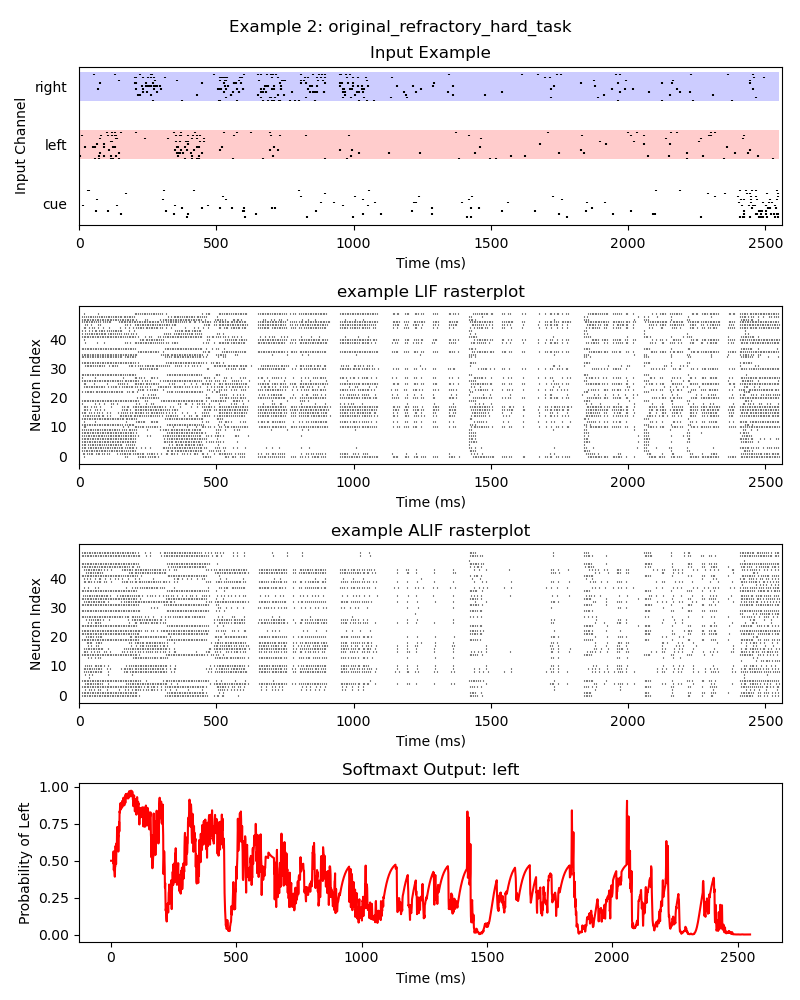 Example 2: original_refractory_hard_task
Input Example
right
left
cue
Input Channel
0 500 1000 1500 2000 2500
Time (ms)
example LIF rasterplot
40
30
20
10
0
Neuron Index
0 500 1000 1500 2000 2500
Time (ms)
example ALIF rasterplot
40
30
20
10
0
Neuron Index
0 500 1000 1500 2000 2500
Time (ms)
Softmaxt Output: left
1.00
0.75
0.50
0.25
0.00
Probability of Left
0 500 1000 1500 2000 2500
Time (ms)